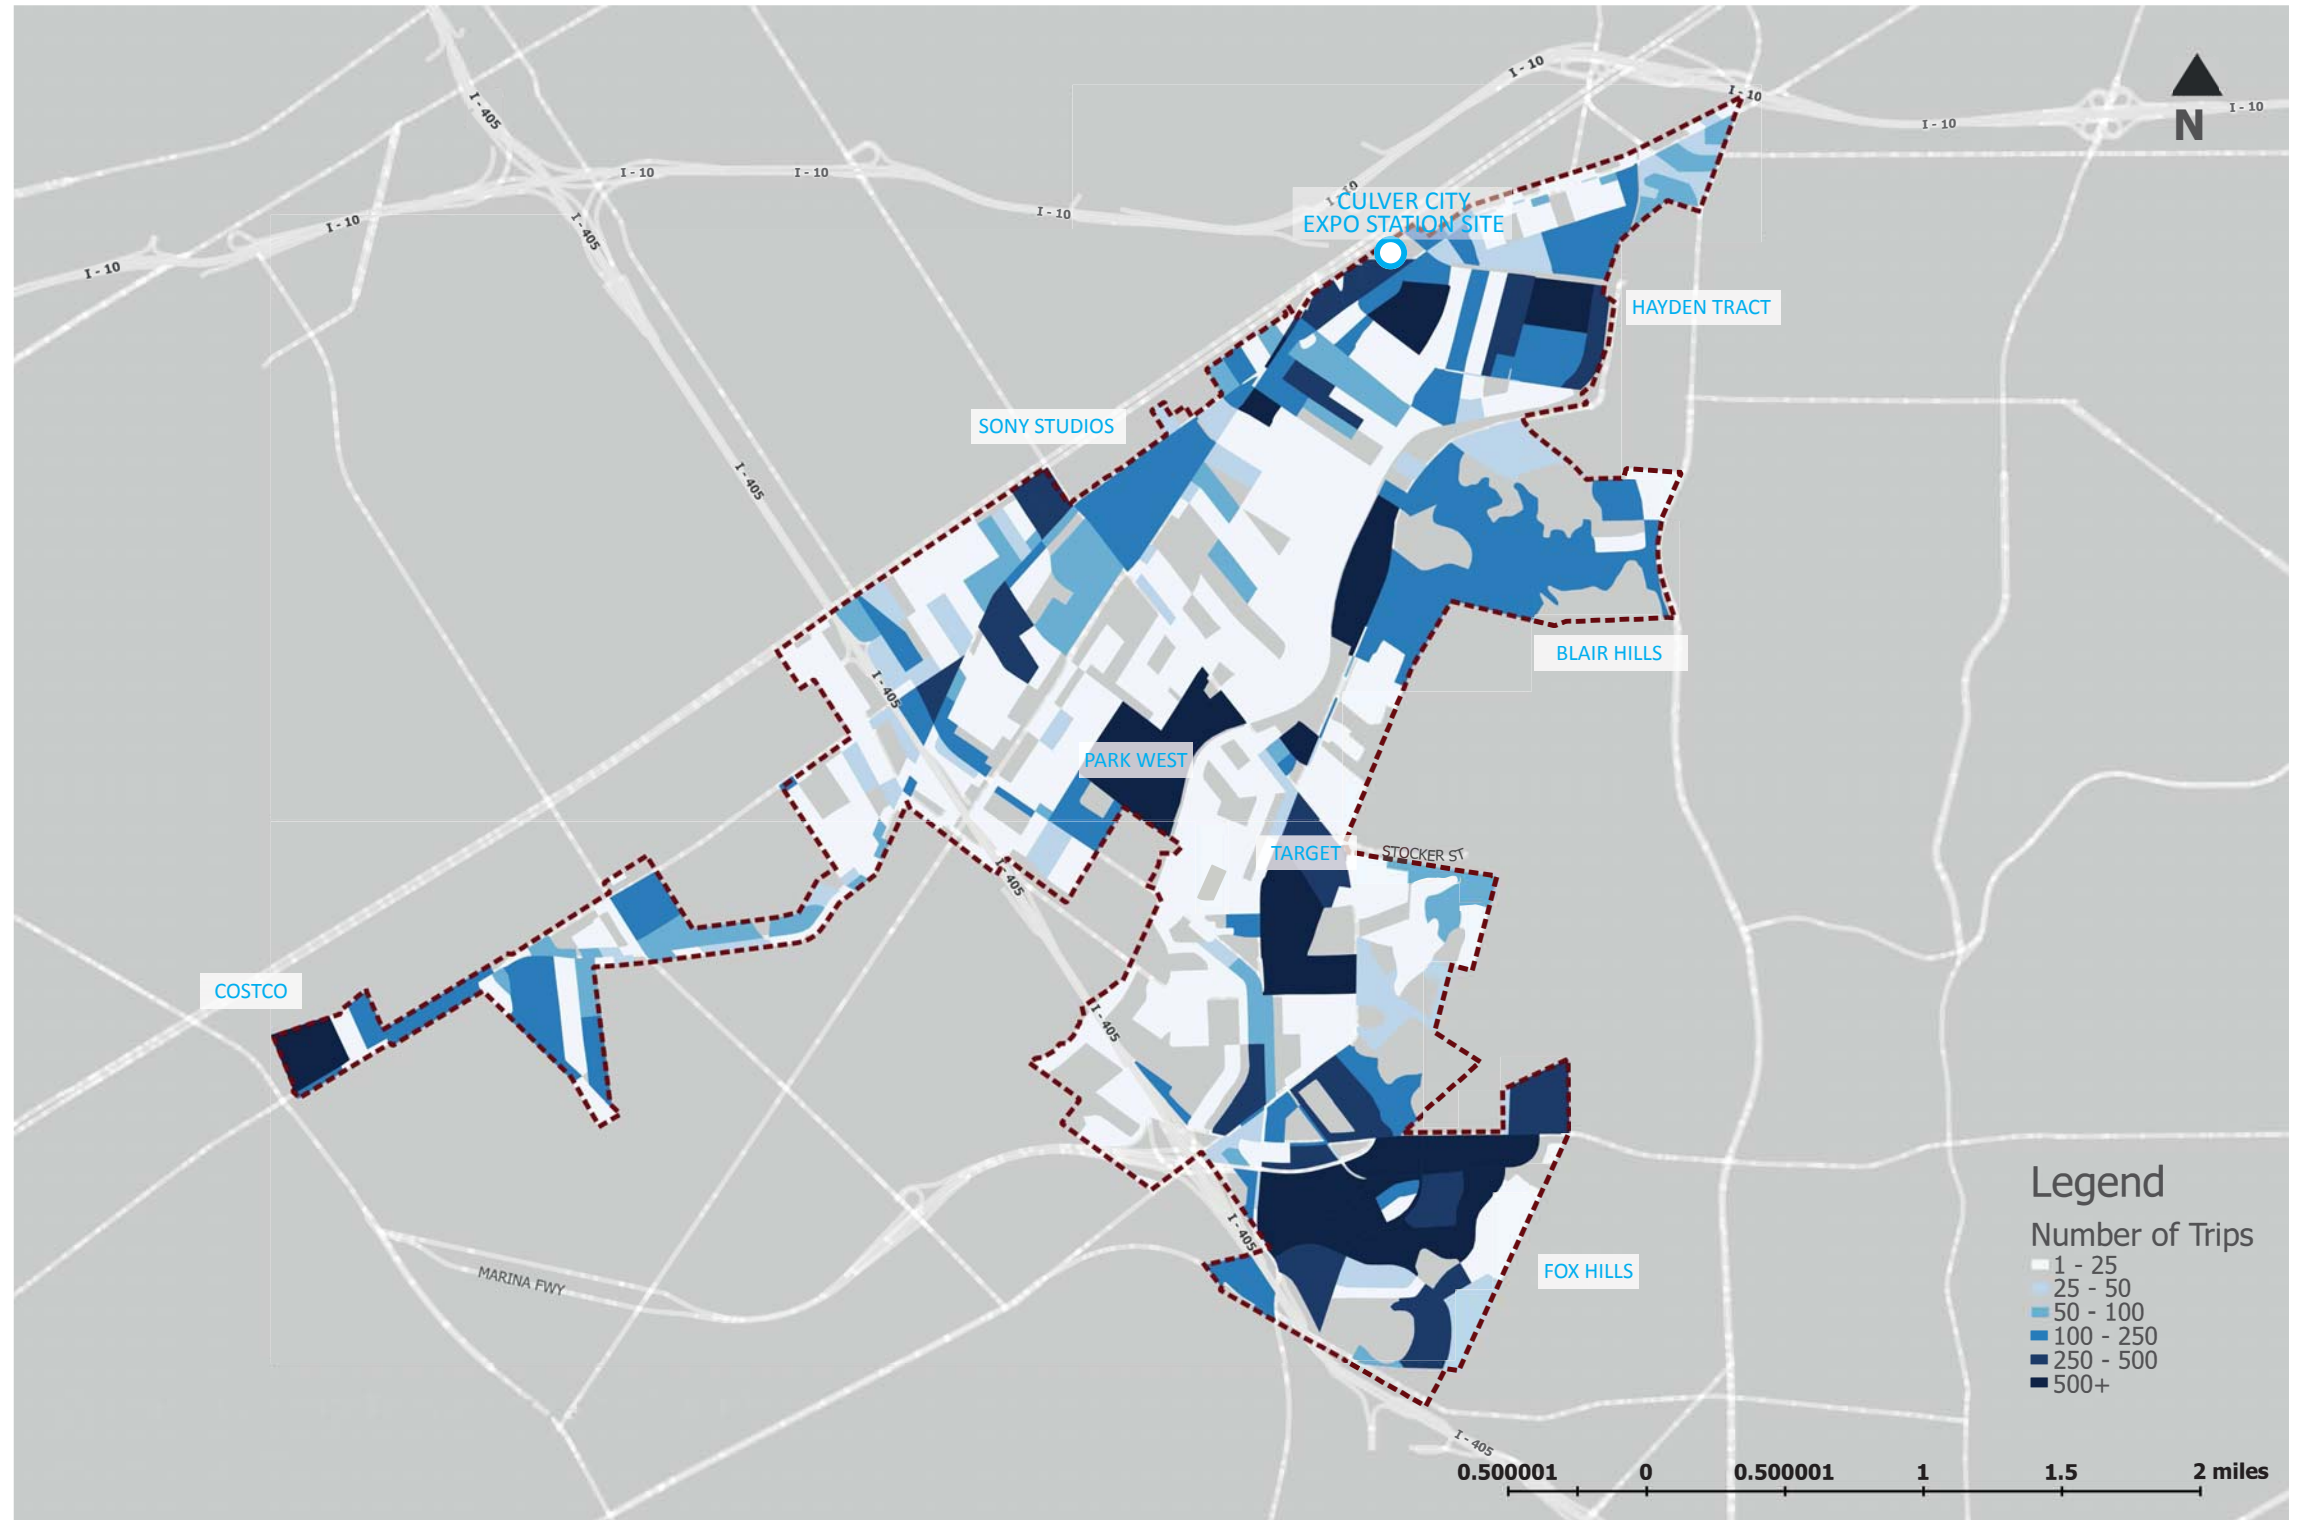 I - 10
I - 10
I - 10
I - 10
N
I - 405
I - 10
I - 10
CULVER CITY
EXPO STATION SITE
I - 10
I - 405
I - 10
I - 10
HAYDEN TRACT
SONY STUDIOS
I - 405
BLAIR HILLS
I - 405
PARK WEST
TARGET
STOCKER ST
I - 405
COSTCO
I - 405
I - 405
FOX HILLS
MARINA FWY
Legend
Number of Trips
1 - 25
25 - 50
50 - 100
100 - 250
250 - 500
500+
I - 405
0.500001 0 0.500001 1 1.5 2 miles